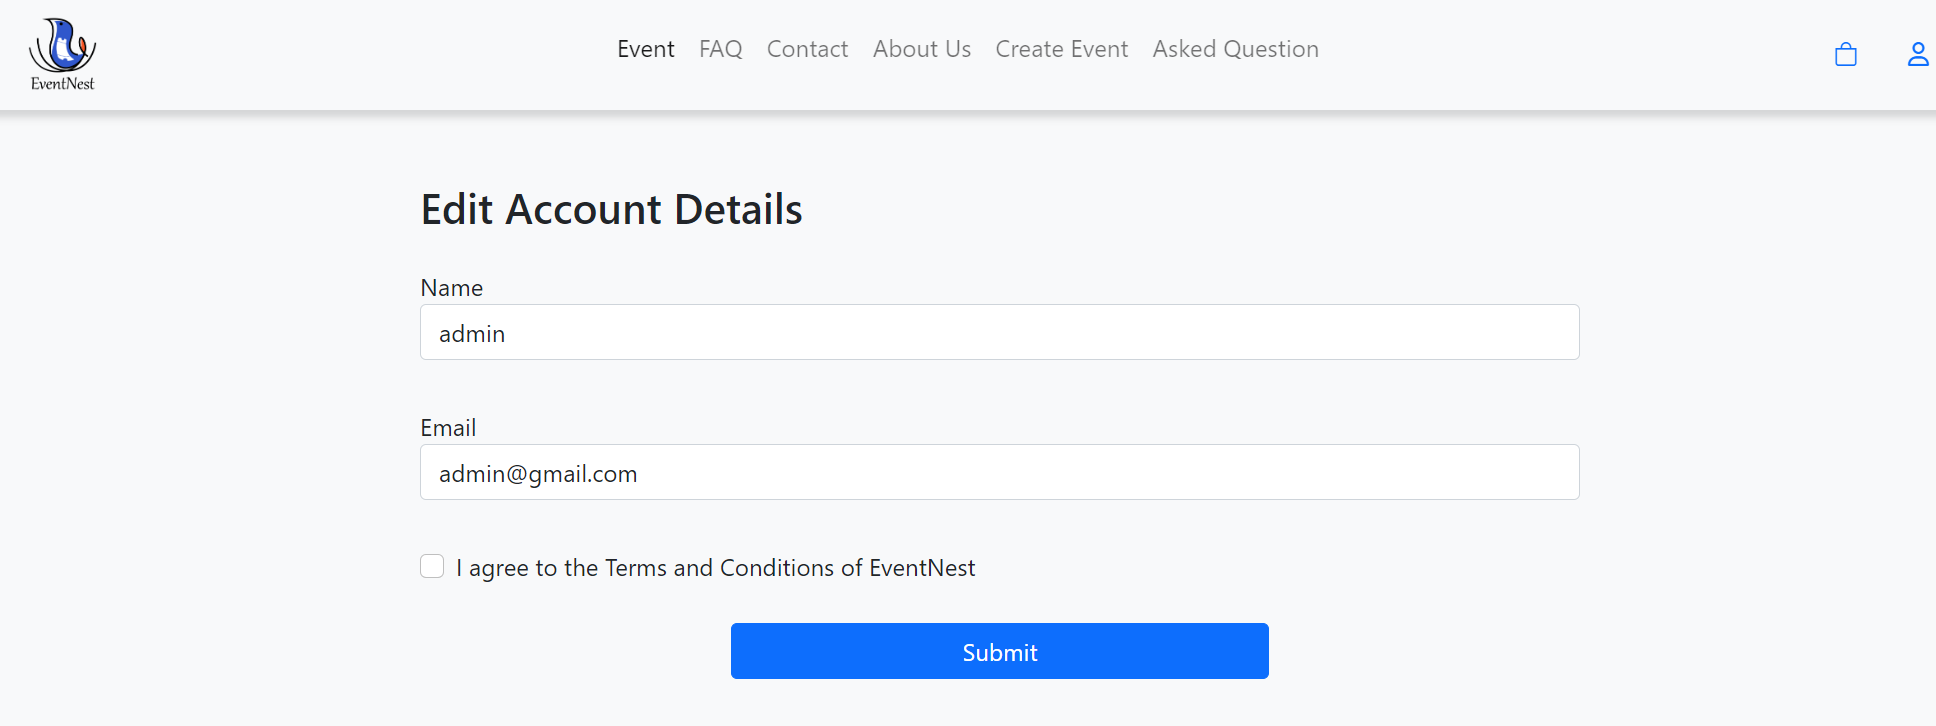 EventNest
Event FAQ Contact About Us Create Event Asked Question
Edit Account Details
Name
admin
Email
admin@gmail.com
I agree to the Terms and Conditions of EventNest
Submit